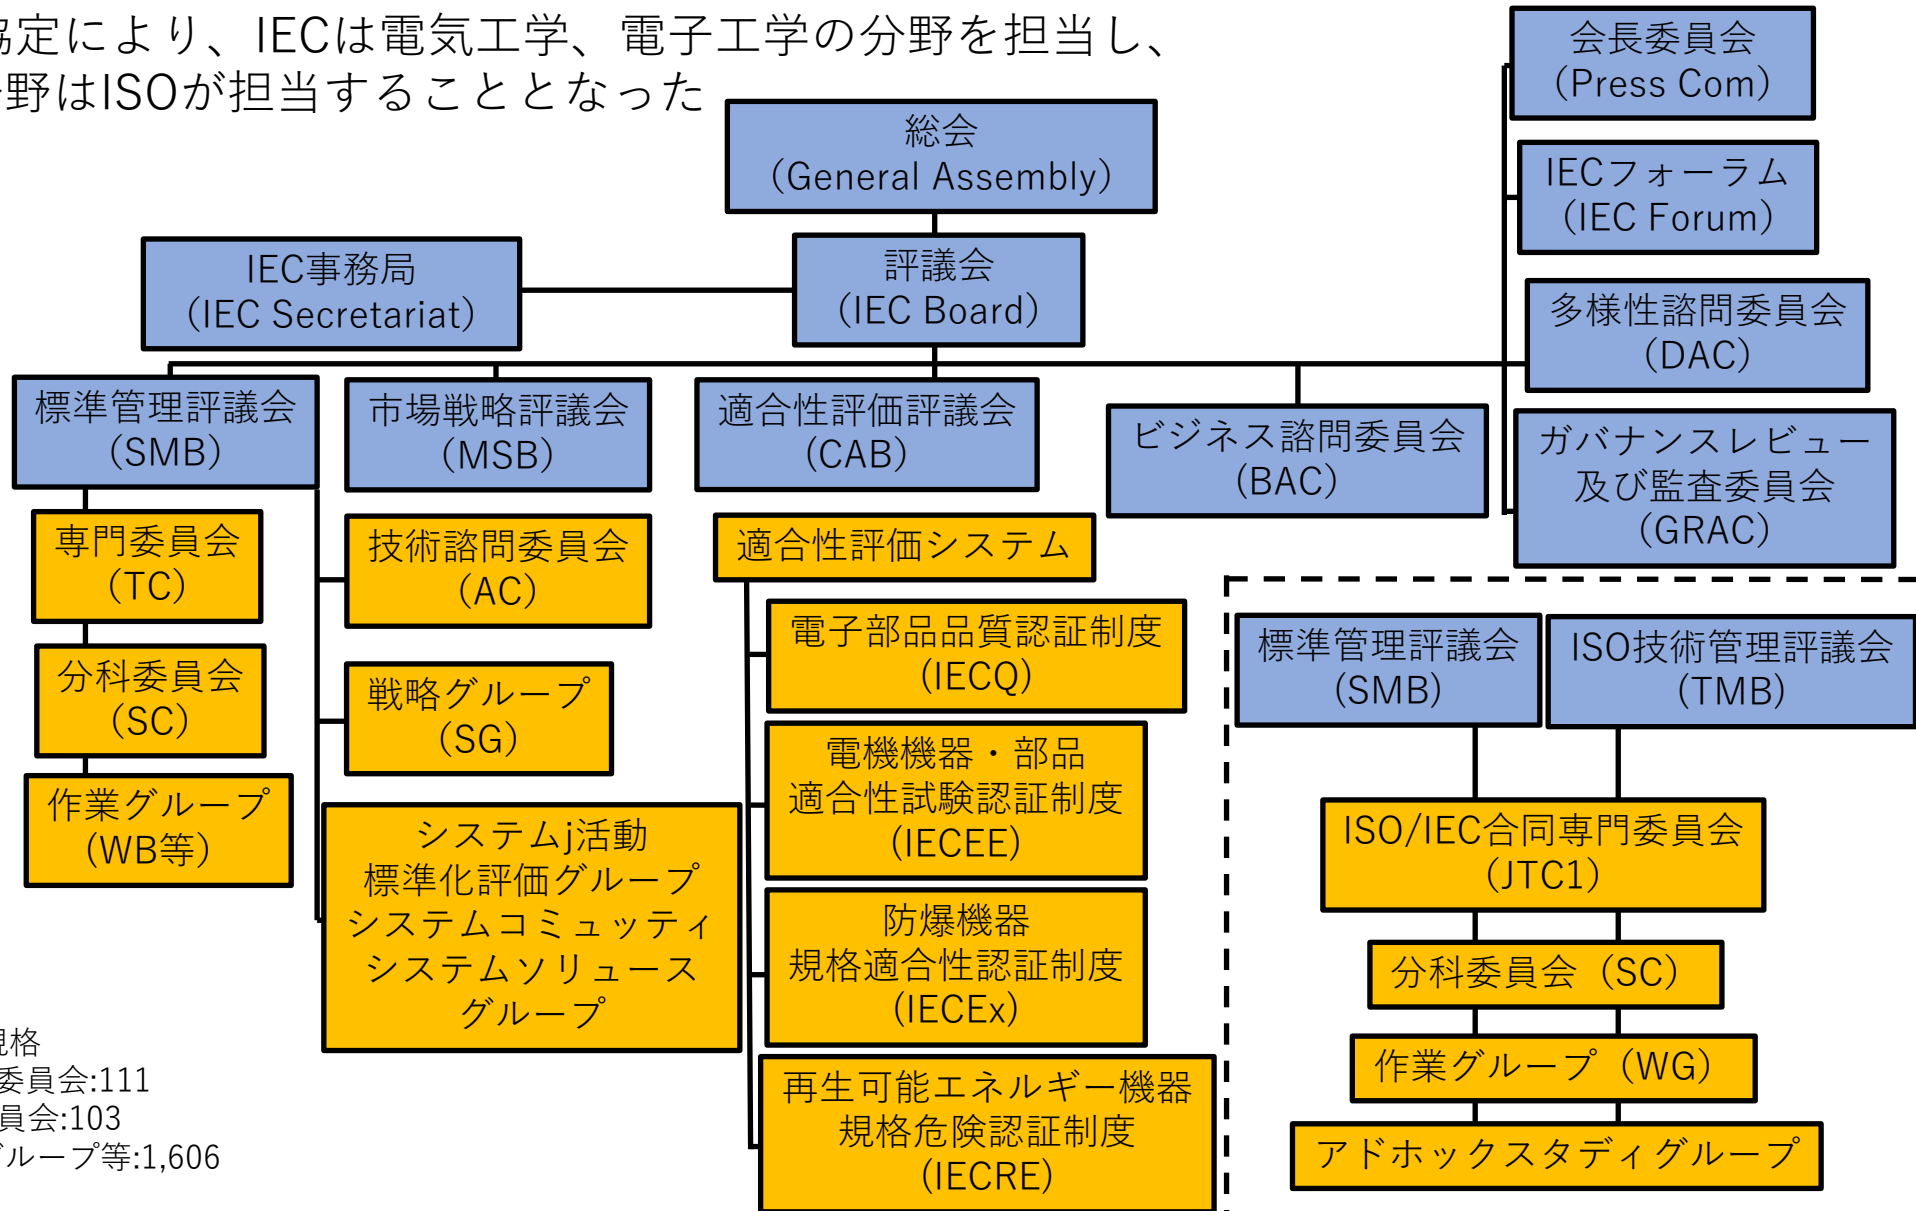 協定により、IECは電気工学、電子工学の分野を担当し、
分野はISOが担当することとなった
総会
（General Assembly）
IEC事務局
（IEC Secretariat）
評議会
（IEC Board）
会長委員会
（Press Com）
IECフォーラム
（IEC Forum）
多様性諮問委員会
（DAC）
ガバナンスレビュー
及び監査委員会
（GRAC）
標準管理評議会
（SMB）
市場戦略評議会
（MSB）
適合性評価評議会
（CAB）
ビジネス諮問委員会
（BAC）
専門委員会
（TC）
分科委員会
（SC）
作業グループ
（WB等）
技術諮問委員会
（AC）
戦略グループ
（SG）
システムj活動
標準化評価グループ
システムコミュッティ
システムソリュース
グループ
適合性評価システム
電子部品品質認証制度
（IECQ）
電機機器・部品
適合性試験認証制度
（IECEE）
防爆機器
規格適合性認証制度
（IECEx）
再生可能エネルギー機器
規格危険認証制度
（IECRE）
標準管理評議会
（SMB）
ISO技術管理評議会
（TMB）
ISO/IEC合同専門委員会
（JTC1）
分科委員会（SC）
作業グループ（WG）
アドホックスタディグループ
規格
委員会:111
員会:103
グループ等:1,606